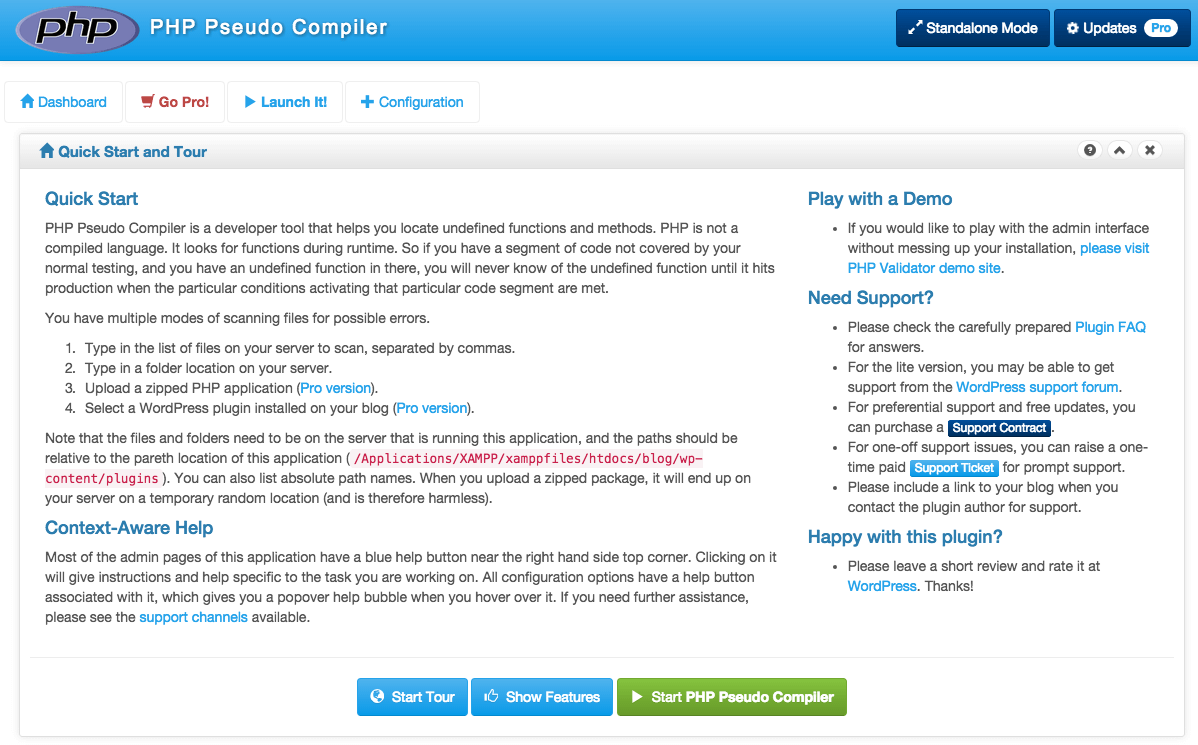 php PHP Pseudo Compiler
Standalone Mode
Updates Pro
Dashboard
Go Pro!
Launch It!
Configuration
Quick Start and Tour
Quick Start
PHP Pseudo Compiler is a developer tool that helps you locate undefined functions and methods. PHP is not a
compiled language. It looks for functions during runtime. So if you have a segment of code not covered by your
normal testing, and you have an undefined function in there, you will never know of the undefined function until it hits
production when the particular conditions activating that particular code segment are met.
You have multiple modes of scanning files for possible errors.
1. Type in the list of files on your server to scan, separated by commas.
2. Type in a folder location on your server.
3. Upload a zipped PHP application (Pro version).
4. Select a WordPress plugin installed on your blog (Pro version).
Note that the files and folders need to be on the server that is running this application, and the paths should be
relative to the pareth location of this application ( /Applications/XAMPP/xamppfiles/htdocs/blog/wp-
content/plugins ). You can also list absolute path names. When you upload a zipped package, it will end up on
your server on a temporary random location (and is therefore harmless).
Context-Aware Help
Most of the admin pages of this application have a blue help button near the right hand side top corner. Clicking on it
will give instructions and help specific to the task you are working on. All configuration options have a help button
associated with it, which gives you a popover help bubble when you hover over it. If you need further assistance,
please see the support channels available.
Play with a Demo
• If you would like to play with the admin interface
without messing up your installation, please visit
PHP Validator demo site.
Need Support?
• Please check the carefully prepared Plugin FAQ
for answers.
• For the lite version, you may be able to get
support from the WordPress support forum.
• For preferential support and free updates, you
can purchase a Support Contract.
• For one-off support issues, you can raise a one-
time paid Support Ticket for prompt support.
• Please include a link to your blog when you
contact the plugin author for support.
Happy with this plugin?
• Please leave a short review and rate it at
WordPress. Thanks!
Start Tour
Show Features
Start PHP Pseudo Compiler